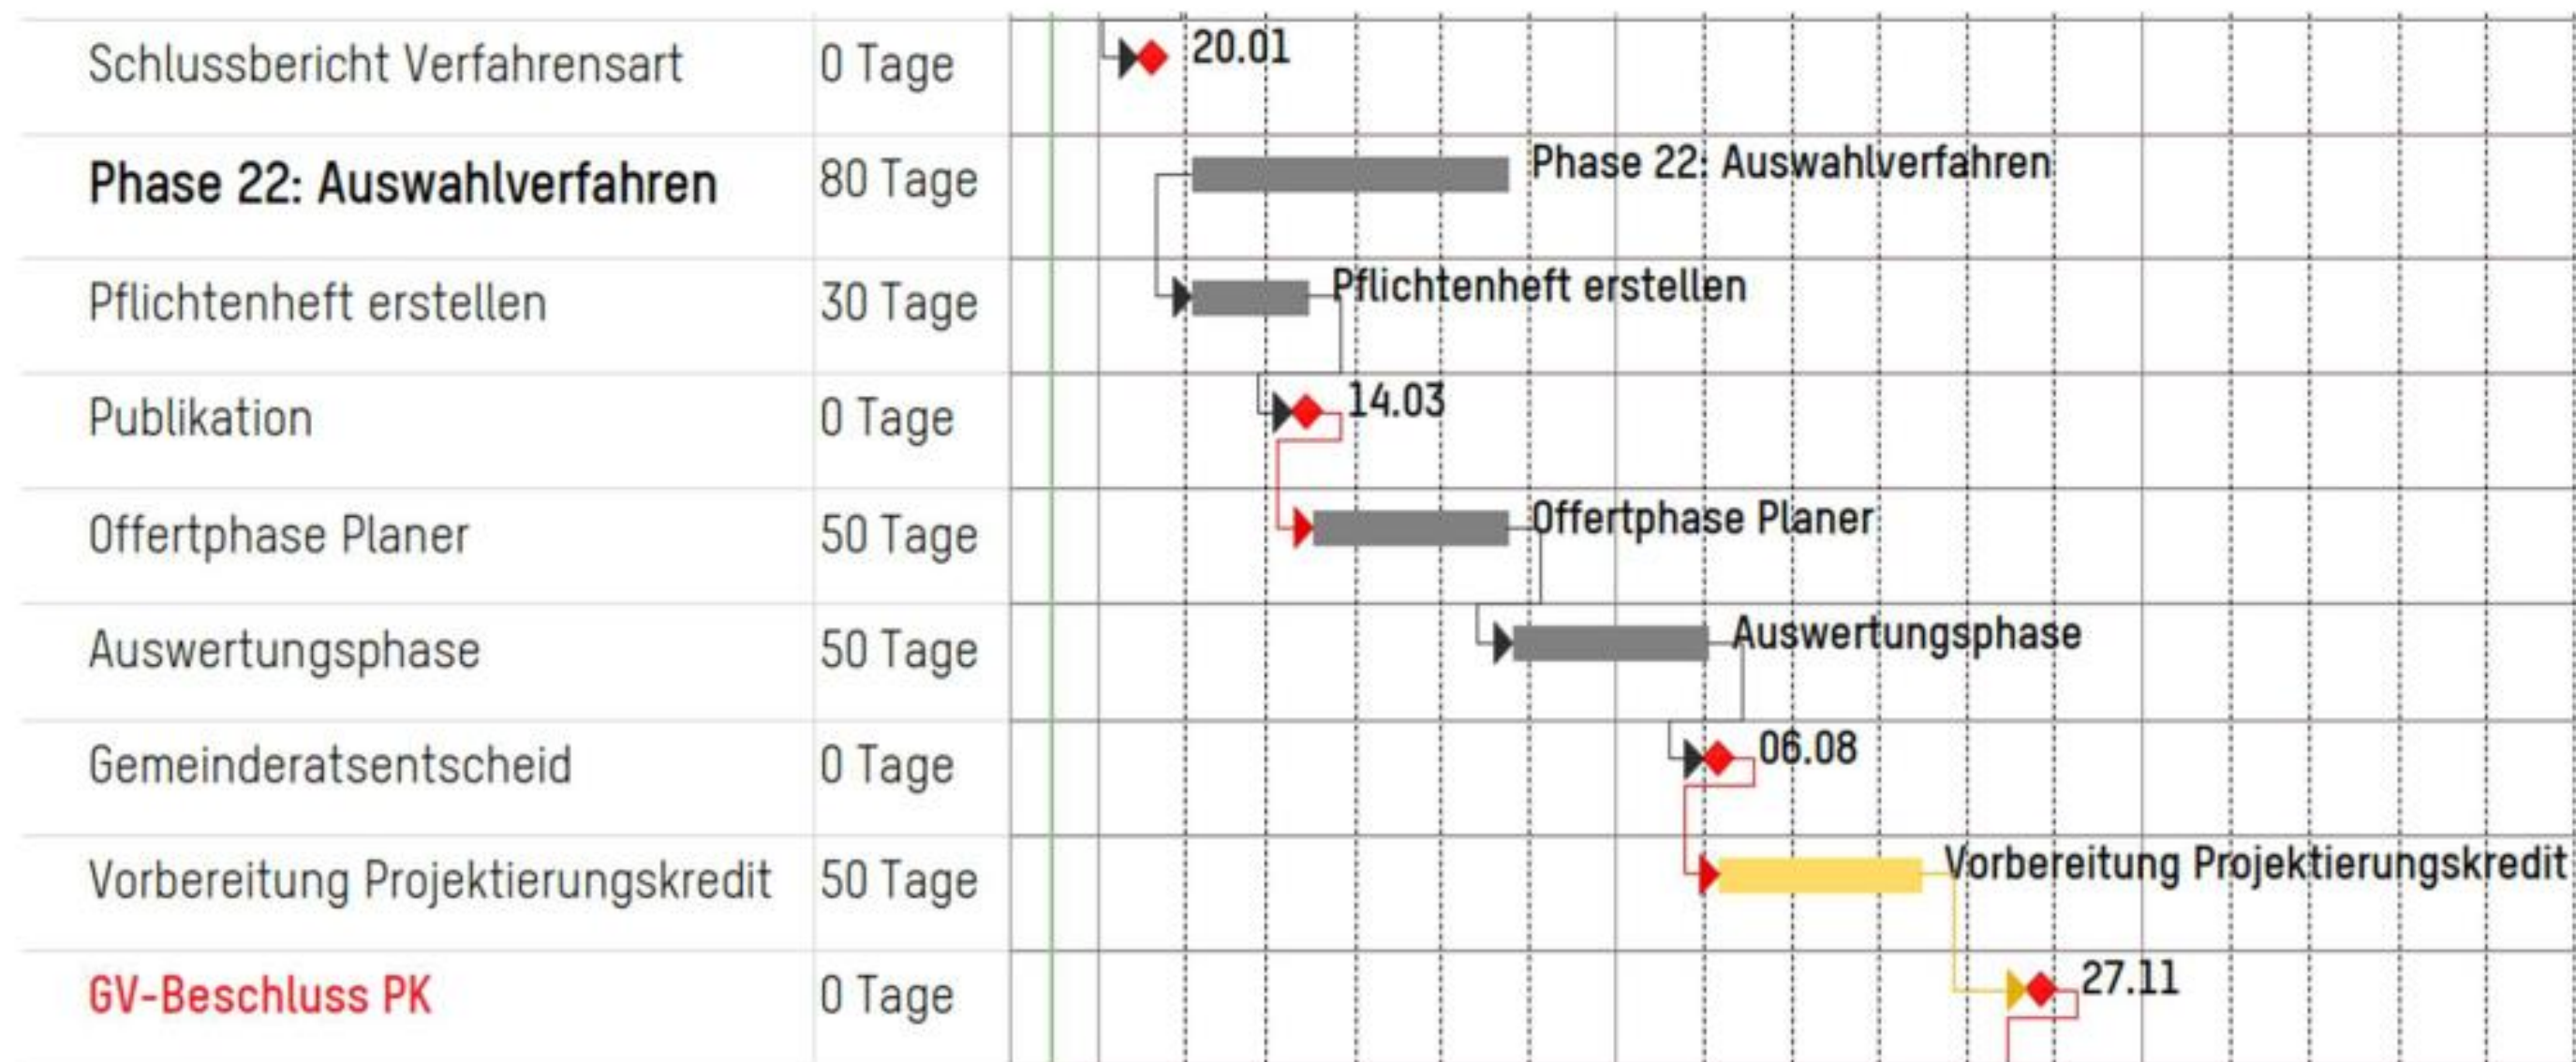 Schlussbericht Verfahrensart 0 Tage 20.01
Phase 22: Auswahlverfahren 80 Tage Phase 22: Auswahlverfahren
Pflichtenheft erstellen 30 Tage Pflichtenheft erstellen
Publikation 0 Tage 14.03
Offertphase Planer 50 Tage Offertphase Planer
Auswertungsphase 50 Tage Auswertungsphase
Gemeinderatsentscheid 0 Tage 06.08
Vorbereitung Projektierungskredit 50 Tage Vorbereitung Projektierungskredit
GV-Beschluss PK 0 Tage 27.11